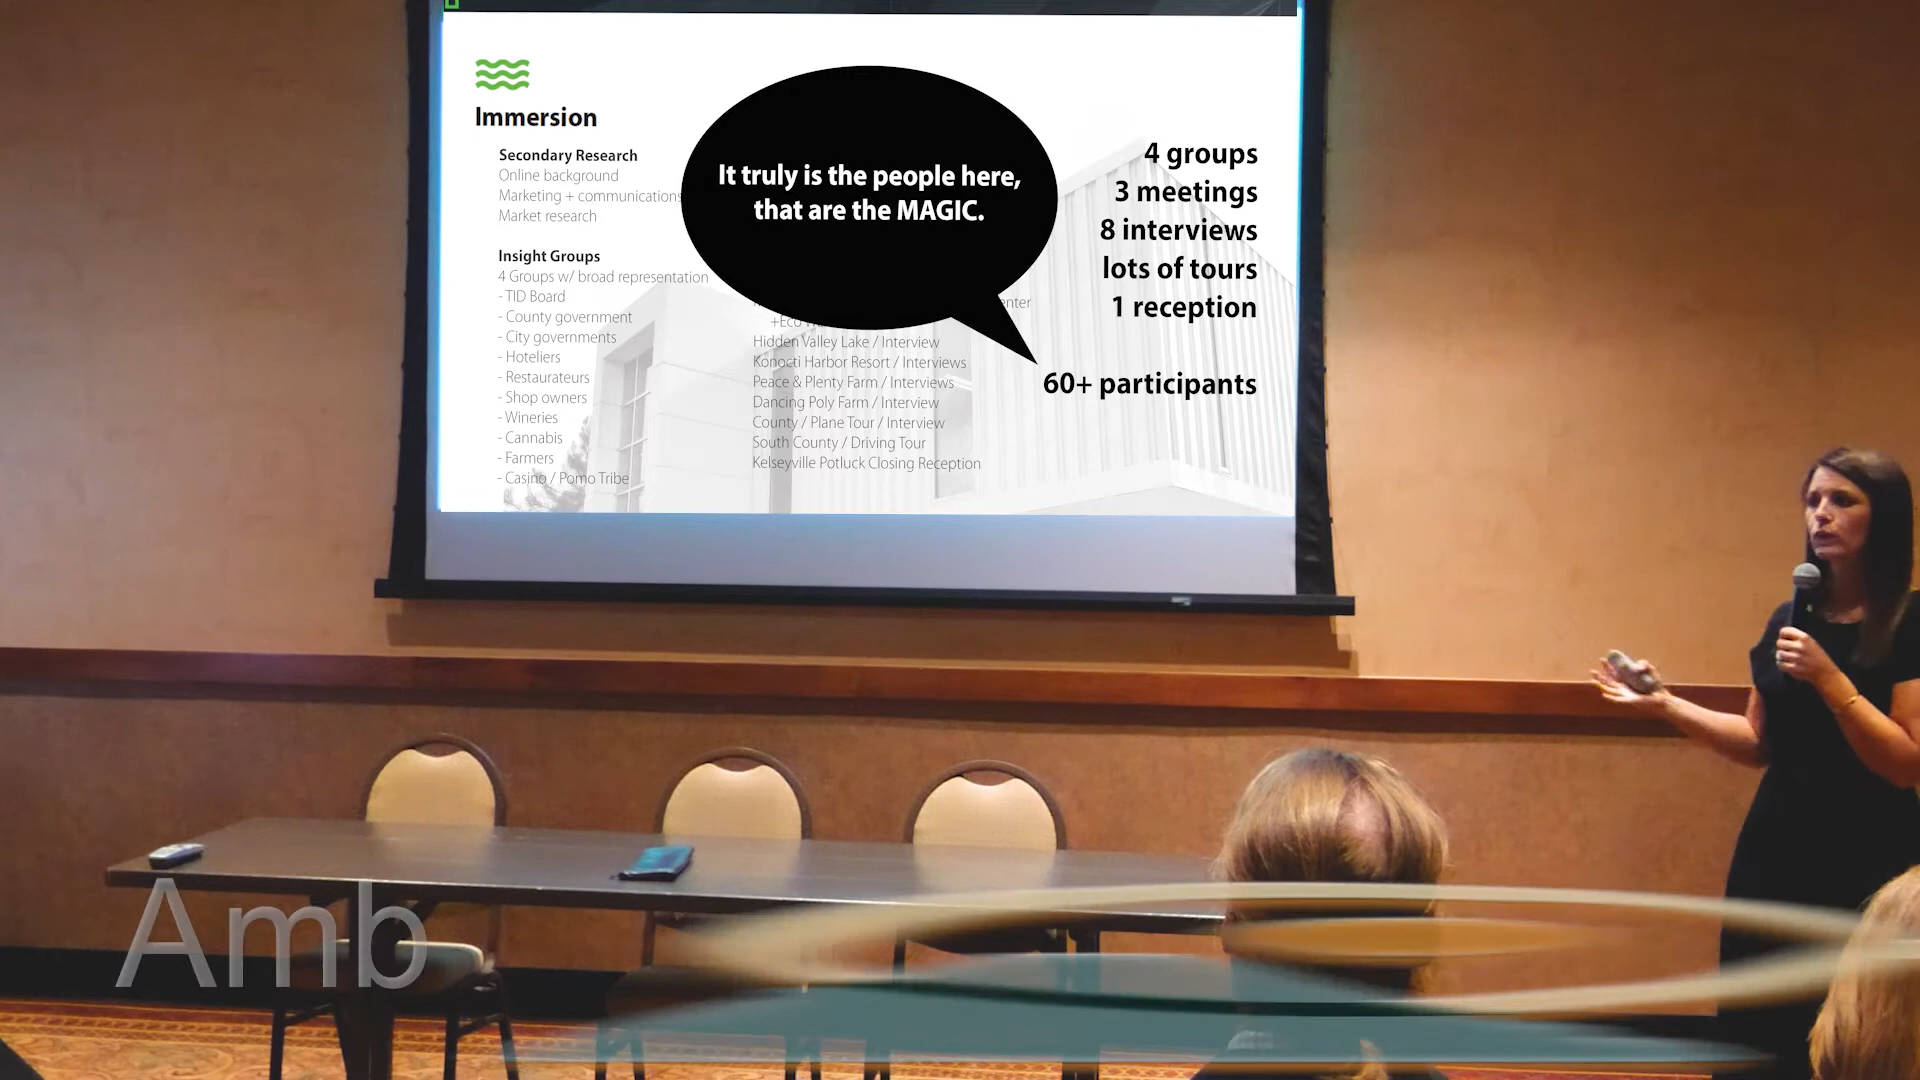 Immersion
Secondary Research
Online background
Marketing + communications
Market research
Insight Groups
4 Groups w/ broad representation
- TID Board
- County government
- City governments
- Hoteliers
- Restaurateurs
- Shop owners
- Wineries
- Cannabis
- Farmers
- Casino / Pomo Tribe
It truly is the people here,
that are the MAGIC.
+Eco
Hidden Valley Lake / Interview
Konocti Harbor Resort / Interviews
Peace & Plenty Farm / Interviews
Dancing Poly Farm / Interview
County / Plane Tour / Interview
South County / Driving Tour
Kelseyville Potluck Closing Reception
4 groups
3 meetings
8 interviews
lots of tours
1 reception
60+ participants
Amb